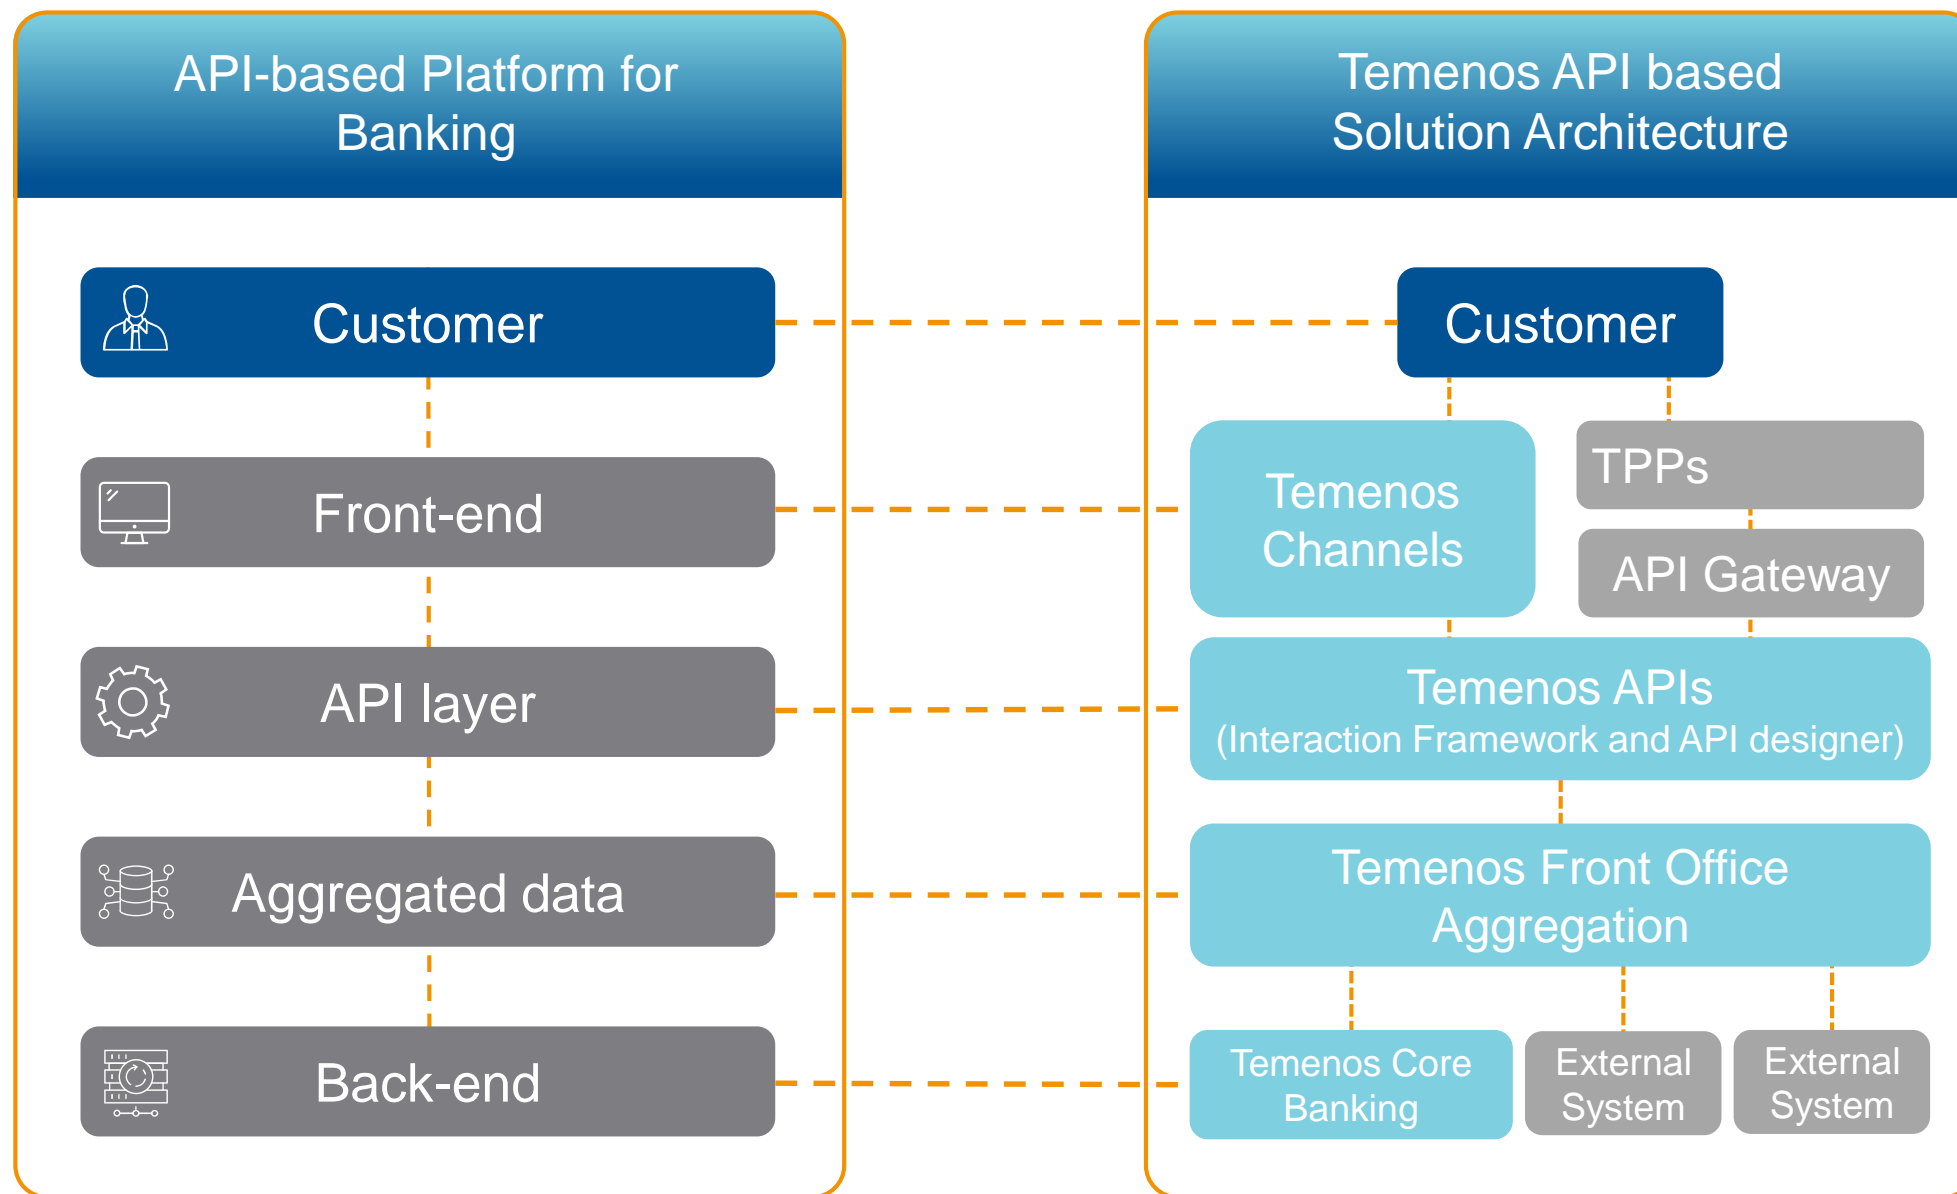 API-based Platform for
Banking
Customer
Front-end
API layer
Aggregated data
Back-end
Temenos API based
Solution Architecture
Customer
Temenos
Channels
TPPs
API Gateway
Temenos APIs
(Interaction Framework and API designer)
Temenos Front Office
Aggregation
Temenos Core
Banking
External
System
External
System